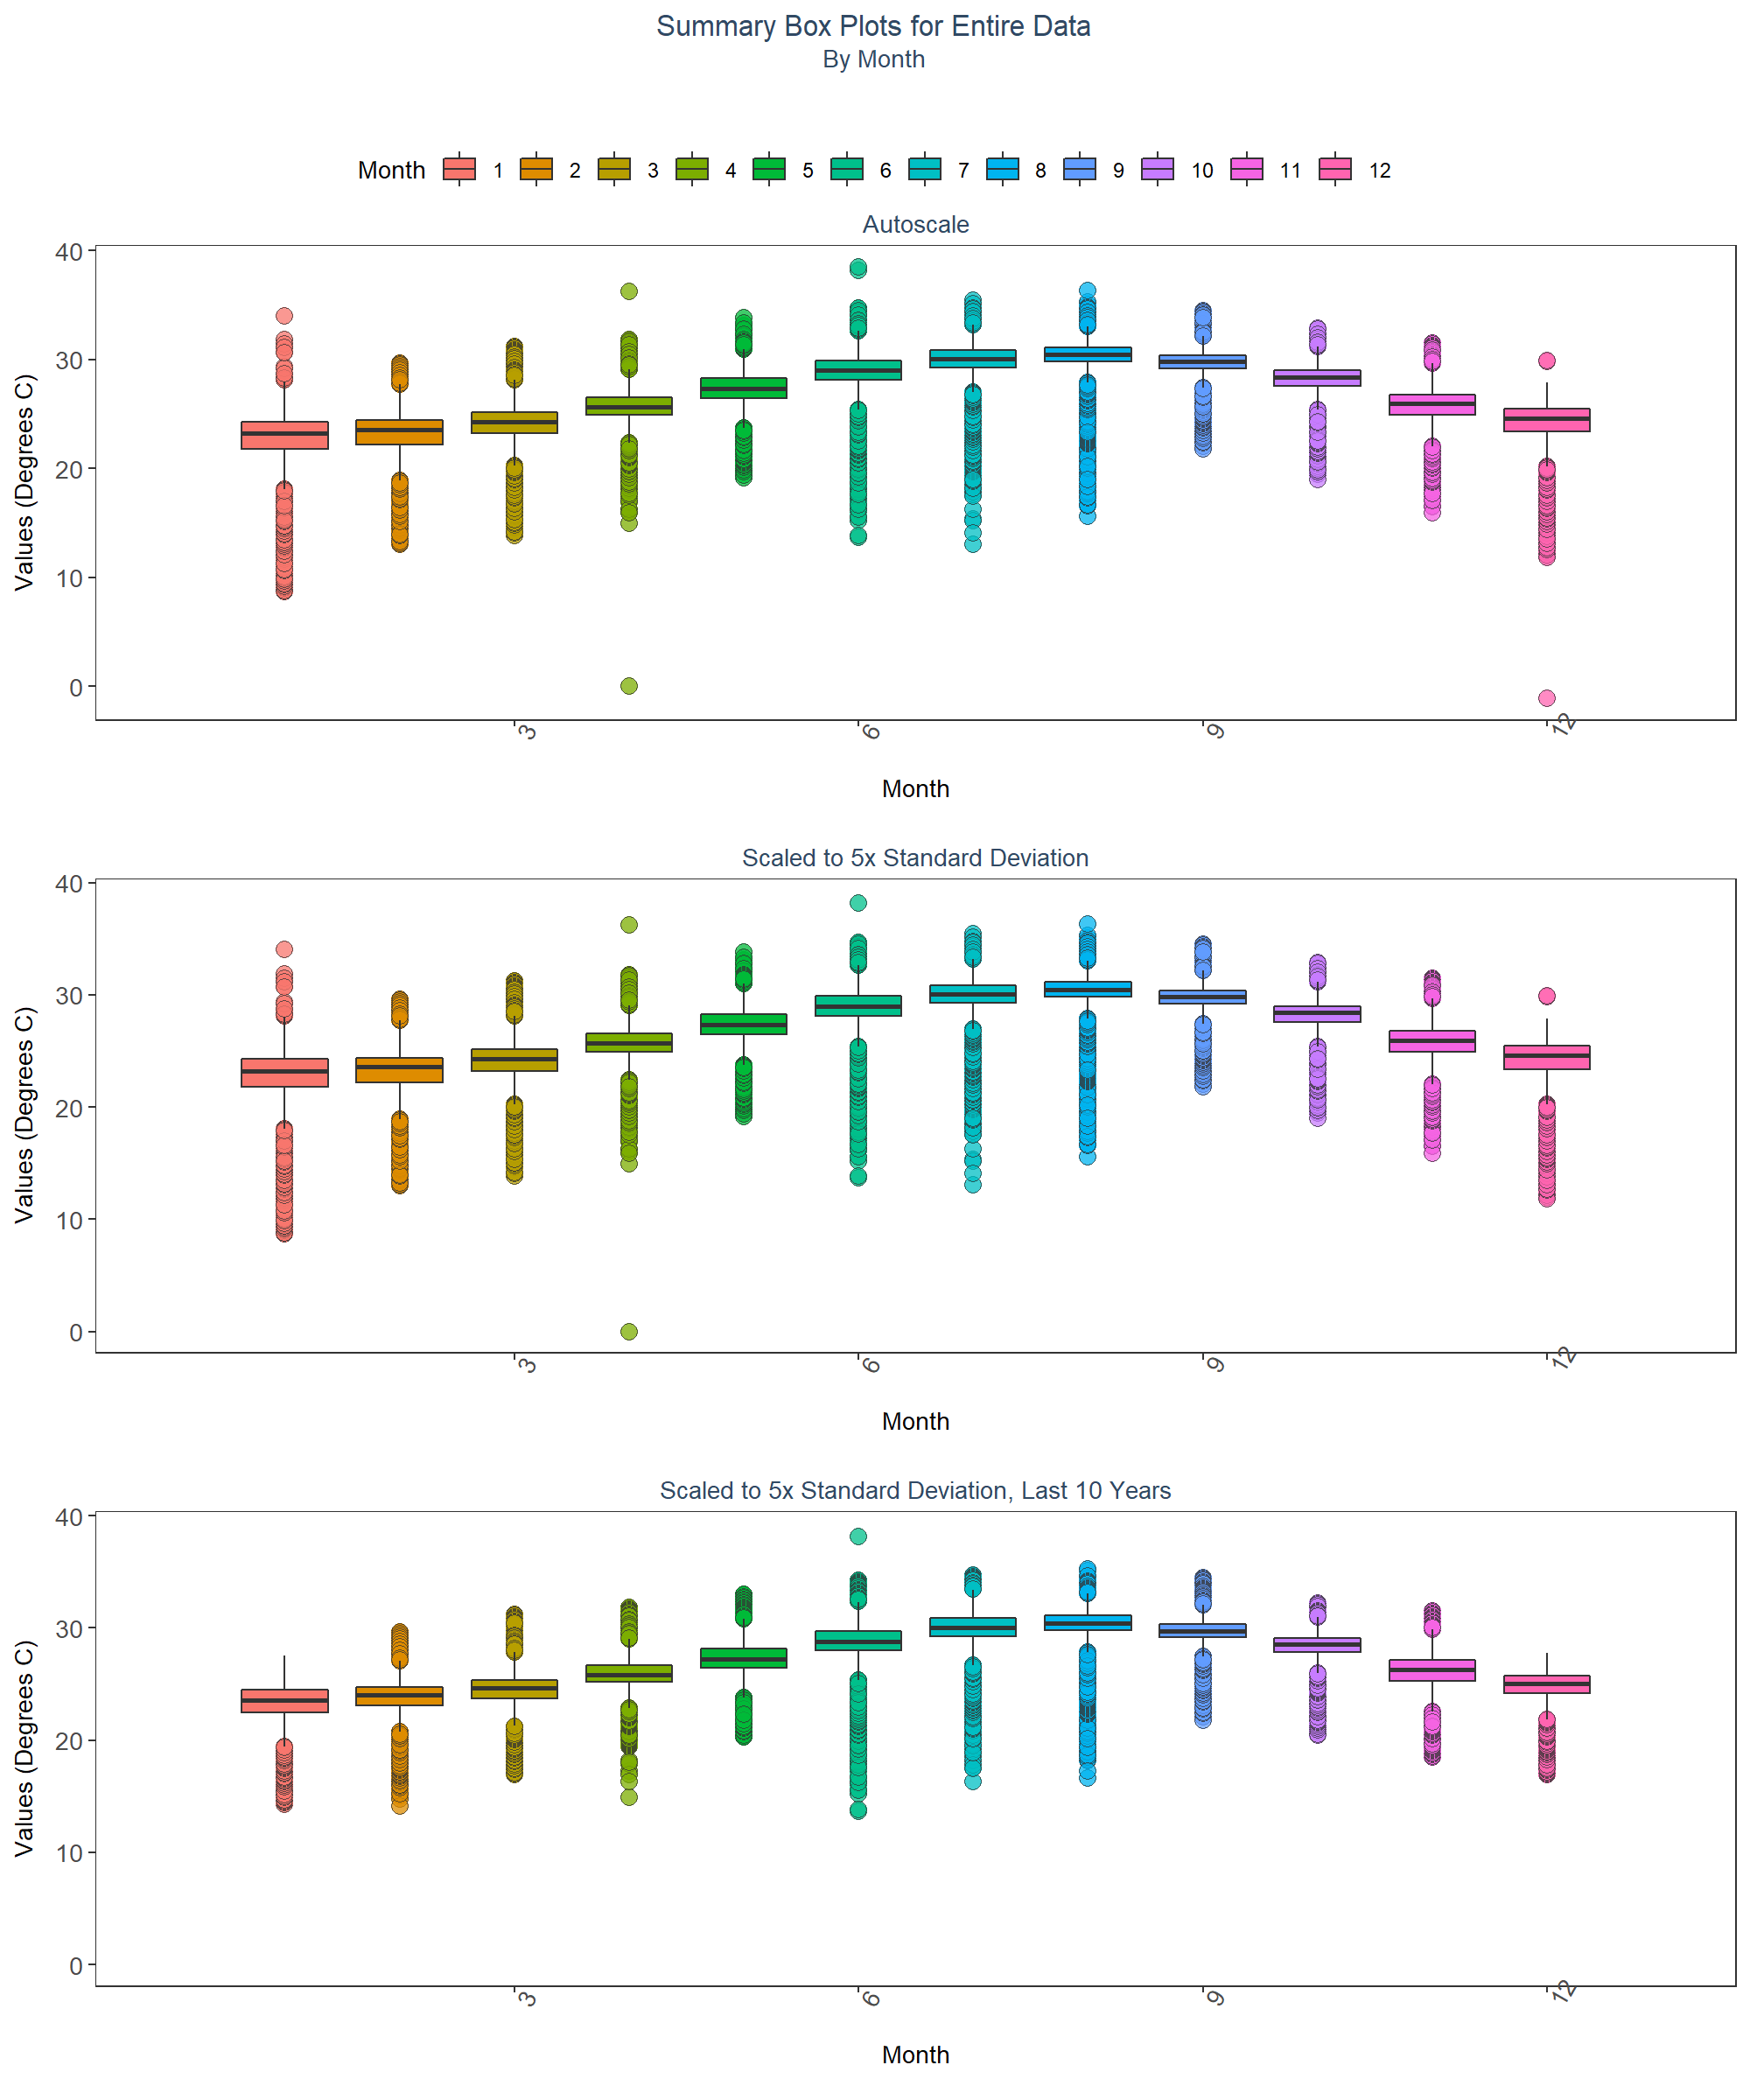 Summary Box Plots for Entire Data
By Month
Month 1 2 3 4 5 6 7 8 9 10 11 12
Autoscale
Values (Degrees C)
40
30
20
10
0
3 6 9 12
Month
Scaled to 5x Standard Deviation
Values (Degrees C)
40
30
20
10
0
3 6 9 12
Month
Scaled to 5x Standard Deviation, Last 10 Years
Values (Degrees C)
40
30
20
10
0
3 6 9 12
Month